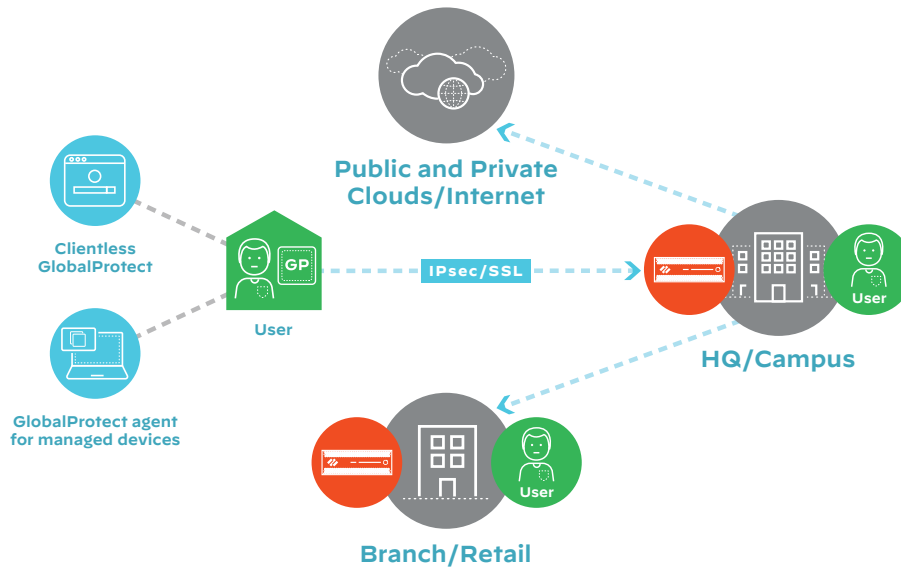 Public and Private
Clouds/Internet
Clientless
GlobalProtect
GP
User
IPsec/SSL
User
HQ/Campus
GlobalProtect agent
for managed devices
User
Branch/Retail